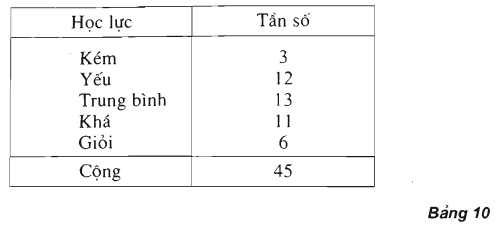 Học lực Tần số
Kém 3
Yếu 12
Trung bình 13
Khá 11
Giỏi 6
Cộng 45
Bảng 10